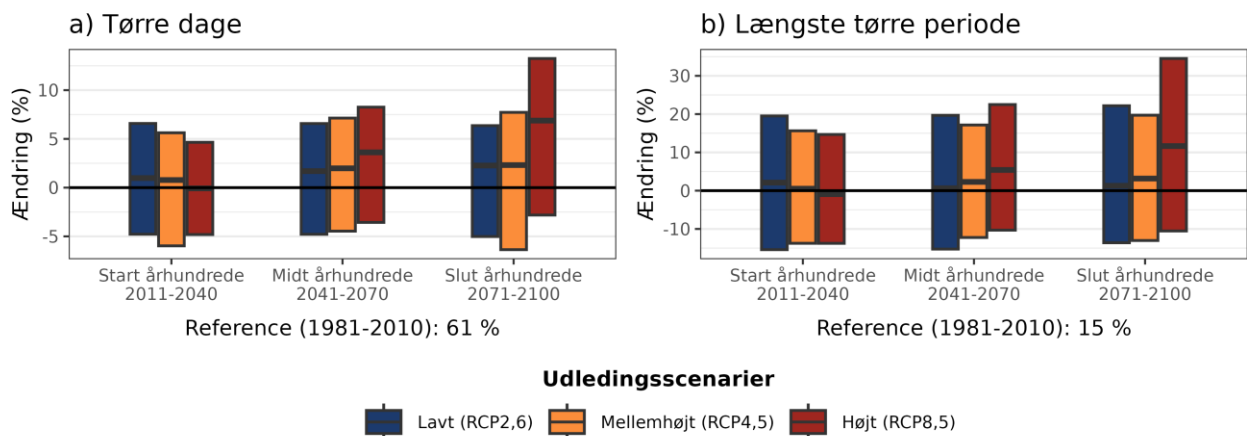 a) Tørre dage
Ændring (%)
10
5
0
-5
Start århundrede
2011-2040
Midt århundrede
2041-2070
Slut århundrede
2071-2100
Reference (1981-2010): 61 %
b) Længste tørre periode
Ændring (%)
30
20
10
0
-10
Start århundrede
2011-2040
Midt århundrede
2041-2070
Slut århundrede
2071-2100
Reference (1981-2010): 15 %
Udledingsscenarier
Lavt (RCP2,6)
Mellemhøjt (RCP4,5)
Højt (RCP8,5)